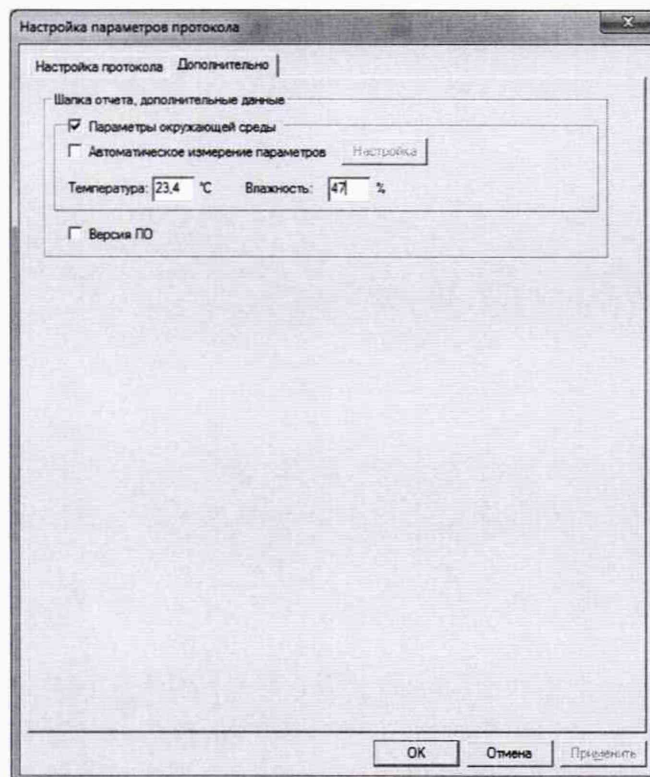 Настройка параметров протокола
Настройка протокола Дополнительно
Шапка отчета, дополнительные данные
Параметры окружающей среды
Автоматическое измерение параметров Настройка
Температура: 23,4 °C Влажность: 47 %
Версия ПО
OK Отмена Применить